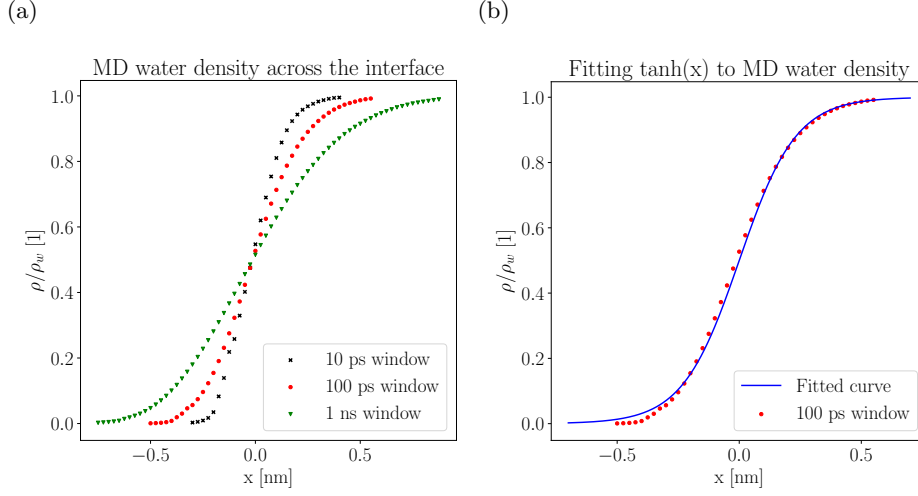 (a)
MD water density across the interface
1.0
0.8
0.6
0.4
0.2
0.0
ρ/ρ_w [1]
10 ps window
100 ps window
1 ns window
−0.5 0.0 0.5
x [nm]
(b)
Fitting tanh(x) to MD water density
1.0
0.8
0.6
0.4
0.2
0.0
ρ/ρ_w [1]
Fitted curve
100 ps window
−0.5 0.0 0.5
x [nm]